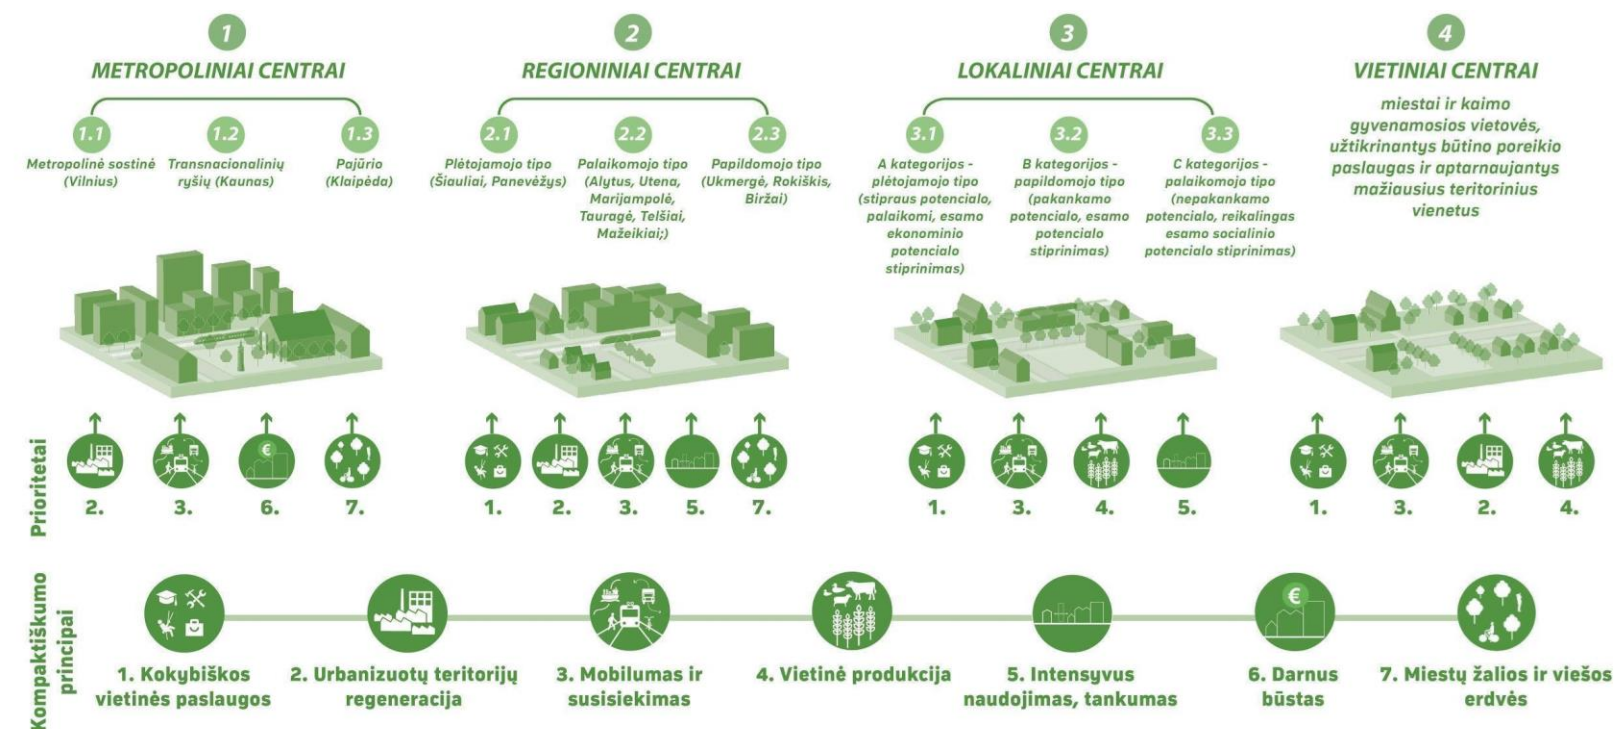 1
METROPOLINIAI CENTRAI
1.1
Metropolinė sostinė
(Vilnius)
1.2
Transnacionalinių
ryšių (Kaunas)
1.3
Pajūrio
(Klaipėda)
2
REGIONINIAI CENTRAI
2.1
Plėtojamojo tipo
(Šiauliai, Panevėžys)
2.2
Palaikomojo tipo
(Alytus, Utena,
Marijampolė,
Tauragė, Telšiai,
Mažeikiai;)
2.3
Papildomojo tipo
(Ukmergė, Rokiškis,
Biržai)
3
LOKALINIAI CENTRAI
3.1
A kategorijos -
plėtojamojo tipo
(stipraus potencialo,
palaikomi, esamo
ekonominio
potencialo
stiprinimas)
3.2
B kategorijos -
papildomojo tipo
(pakankamo
potencialo, esamo
potencialo
stiprinimas)
3.3
C kategorijos -
palaikomojo tipo
(nepakankamo
potencialo, reikalingas
esamo socialinio
potencialo stiprinimas)
4
VIETINIAI CENTRAI
miestai ir kaimo
gyvenamosios vietovės,
užtikrinantys būtino poreikio
paslaugas ir aptarnaujantys
mažiausius teritorinius
vienetus
Prioritetai
€
2. 3. 6. 7.
1. 2. 3. 5. 7.
1. 3. 4. 5.
1. 3. 2. 4.
Kompaktiškumo
principai
€
1. Kokybiškos
vietinės paslaugos
2. Urbanizuotų teritorijų
regeneracija
3. Mobilumas ir
susisiekimas
4. Vietinė produkcija
5. Intensyvus
naudojimas, tankumas
6. Darnus
būstas
7. Miestų žalios ir viešos
erdvės